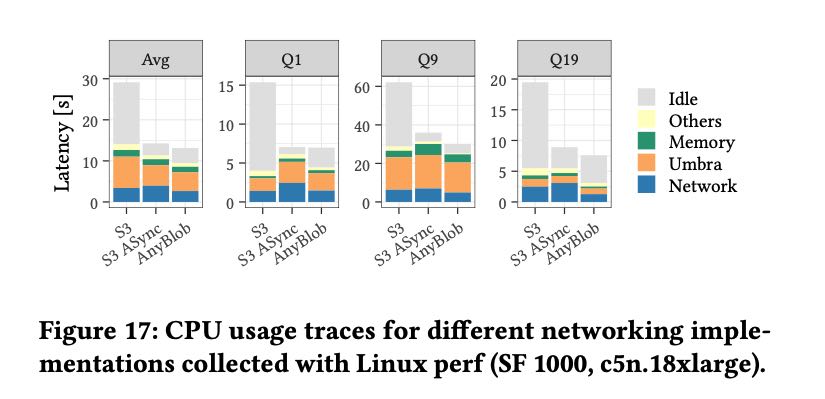 Avg
Q1
Q9
Q19
Latency [s]
30
20
10
0
15
10
5
0
60
40
20
0
20
15
10
5
0
S3
S3 ASync
AnyBlob
S3
S3 ASync
AnyBlob
S3
S3 ASync
AnyBlob
S3
S3 ASync
AnyBlob
Idle
Others
Memory
Umbra
Network
Figure 17: CPU usage traces for different networking imple-
mentations collected with Linux perf (SF 1000, c5n.18xlarge).